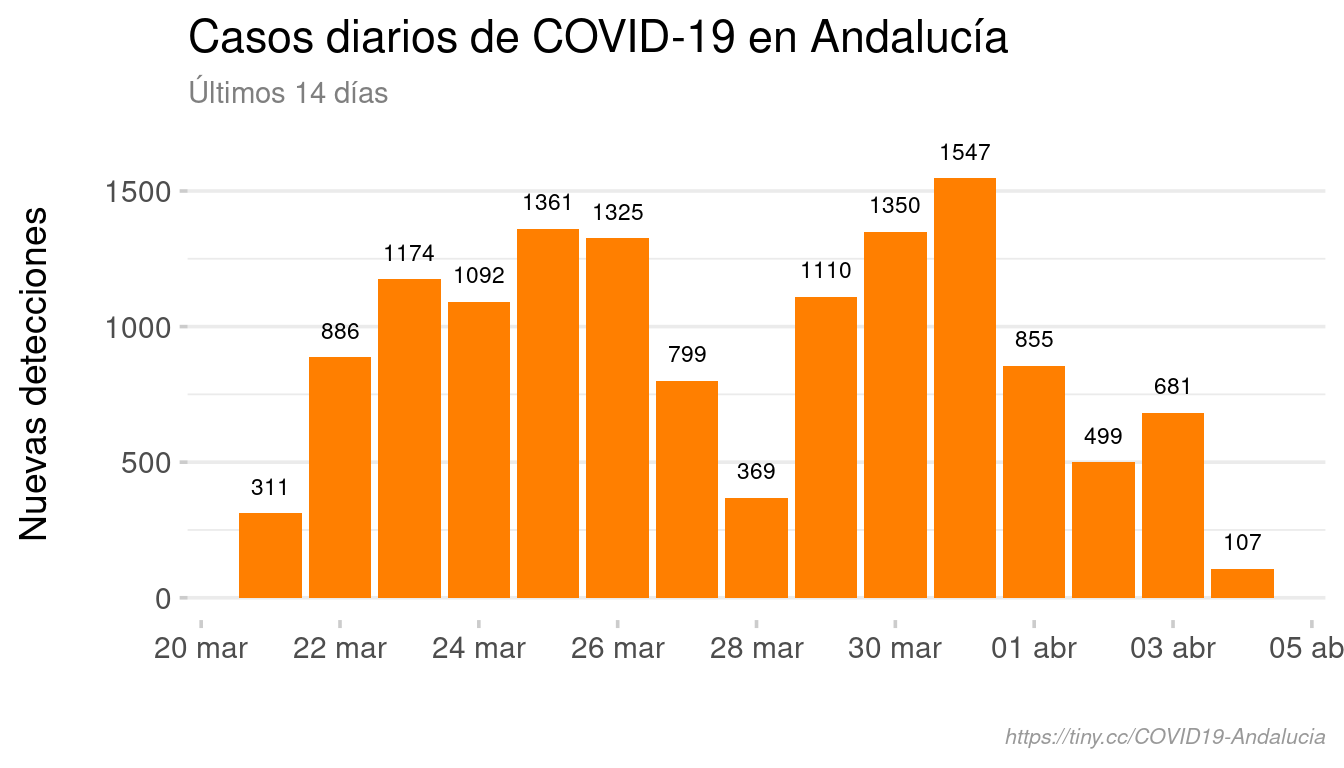 Casos diarios de COVID-19 en Andalucía
Últimos 14 días
Nuevas detecciones
1500
1000
500
0
311
886
1174
1092
1361
1325
799
369
1110
1350
1547
855
499
681
107
20 mar
22 mar
24 mar
26 mar
28 mar
30 mar
01 abr
03 abr
05 ab
https://tiny.cc/COVID19-Andalucia